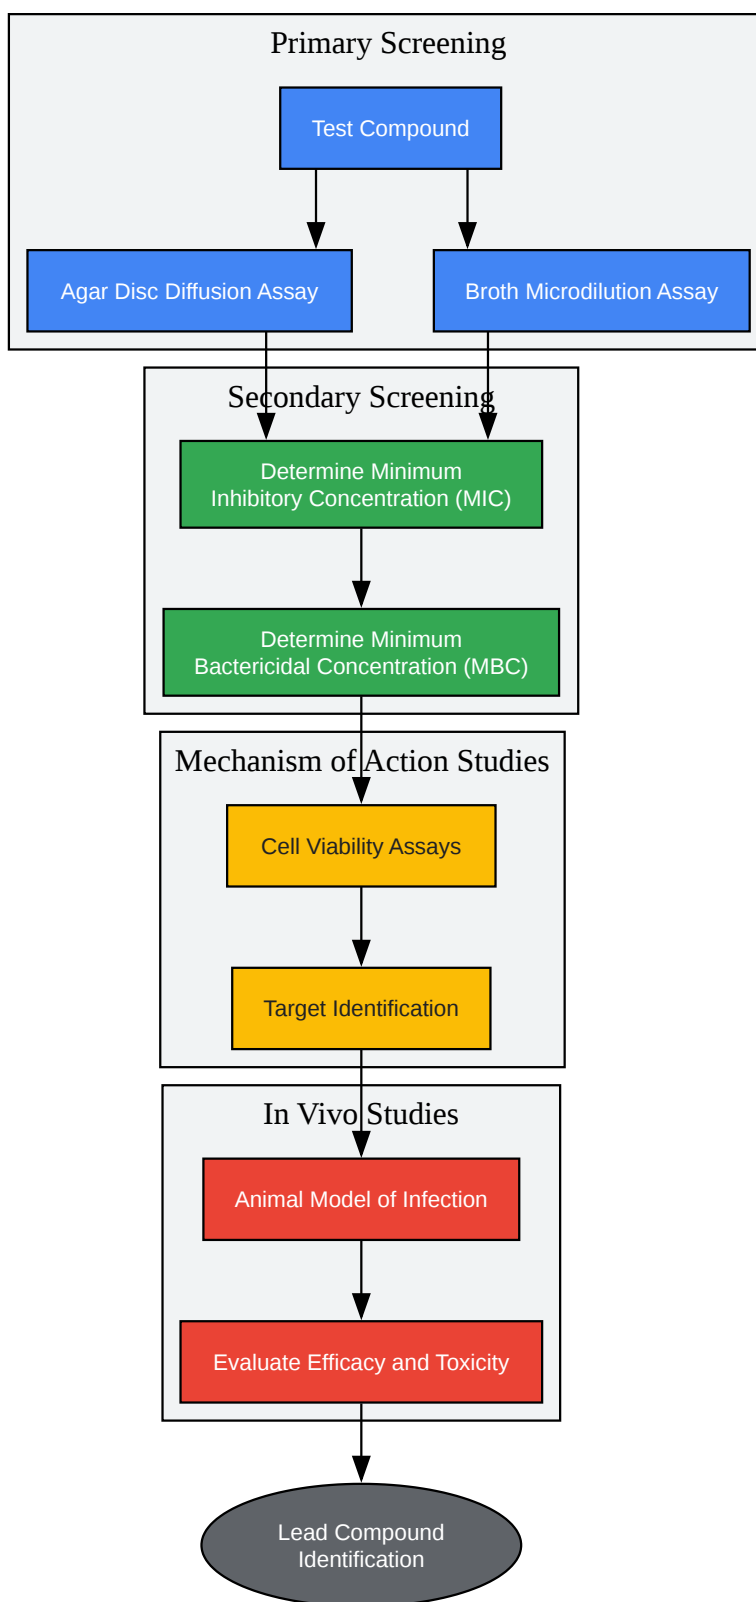 Primary Screening
Test Compound
Agar Disc Diffusion Assay
Broth Microdilution Assay
Secondary Screening
Determine Minimum
Inhibitory Concentration (MIC)
Determine Minimum
Bactericidal Concentration (MBC)
Mechanism of Action Studies
Cell Viability Assays
Target Identification
In Vivo Studies
Animal Model of Infection
Evaluate Efficacy and Toxicity
Lead Compound
Identification